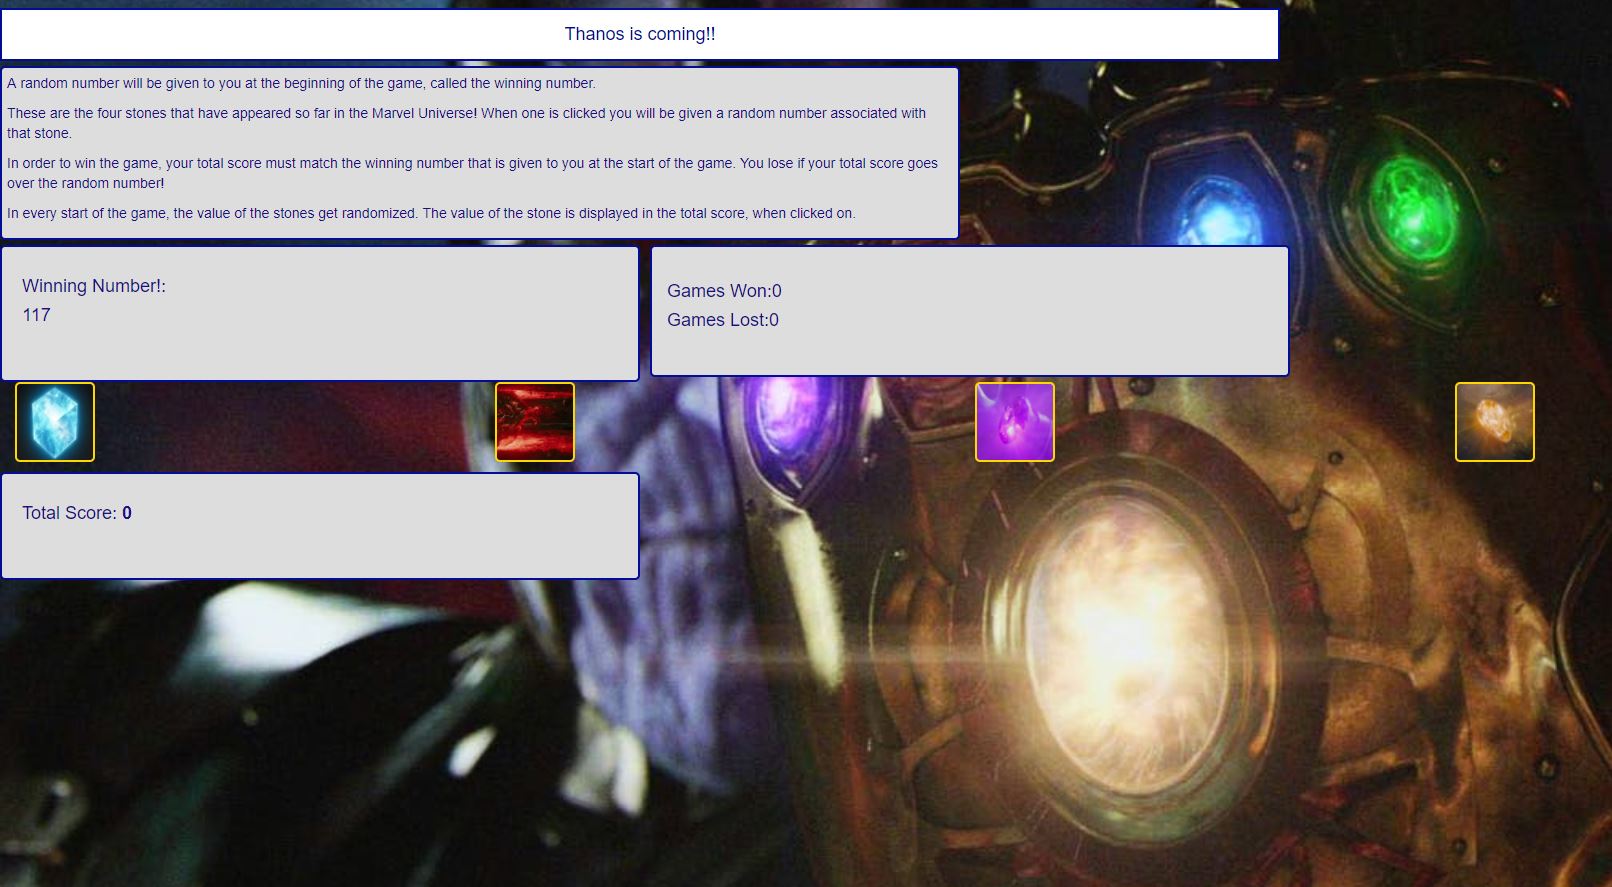 Thanos is coming!!
A random number will be given to you at the beginning of the game, called the winning number.
These are the four stones that have appeared so far in the Marvel Universe! When one is clicked you will be given a random number associated with
that stone.
In order to win the game, your total score must match the winning number that is given to you at the start of the game. You lose if your total score goes
over the random number!
In every start of the game, the value of the stones get randomized. The value of the stone is displayed in the total score, when clicked on.
Winning Number!:
117
Games Won:0
Games Lost:0
Total Score: 0